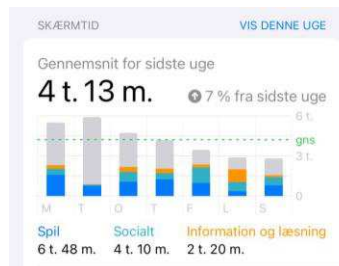 SKÆRMTID VIS DENNE UGE
Gennemsnit for sidste uge
4 t. 13 m. 7 % fra sidste uge
6 t.
gns
3 t.
0
M T O T F L S
Spil Socialt Information og læsning
6 t. 48 m. 4 t. 10 m. 2 t. 20 m.